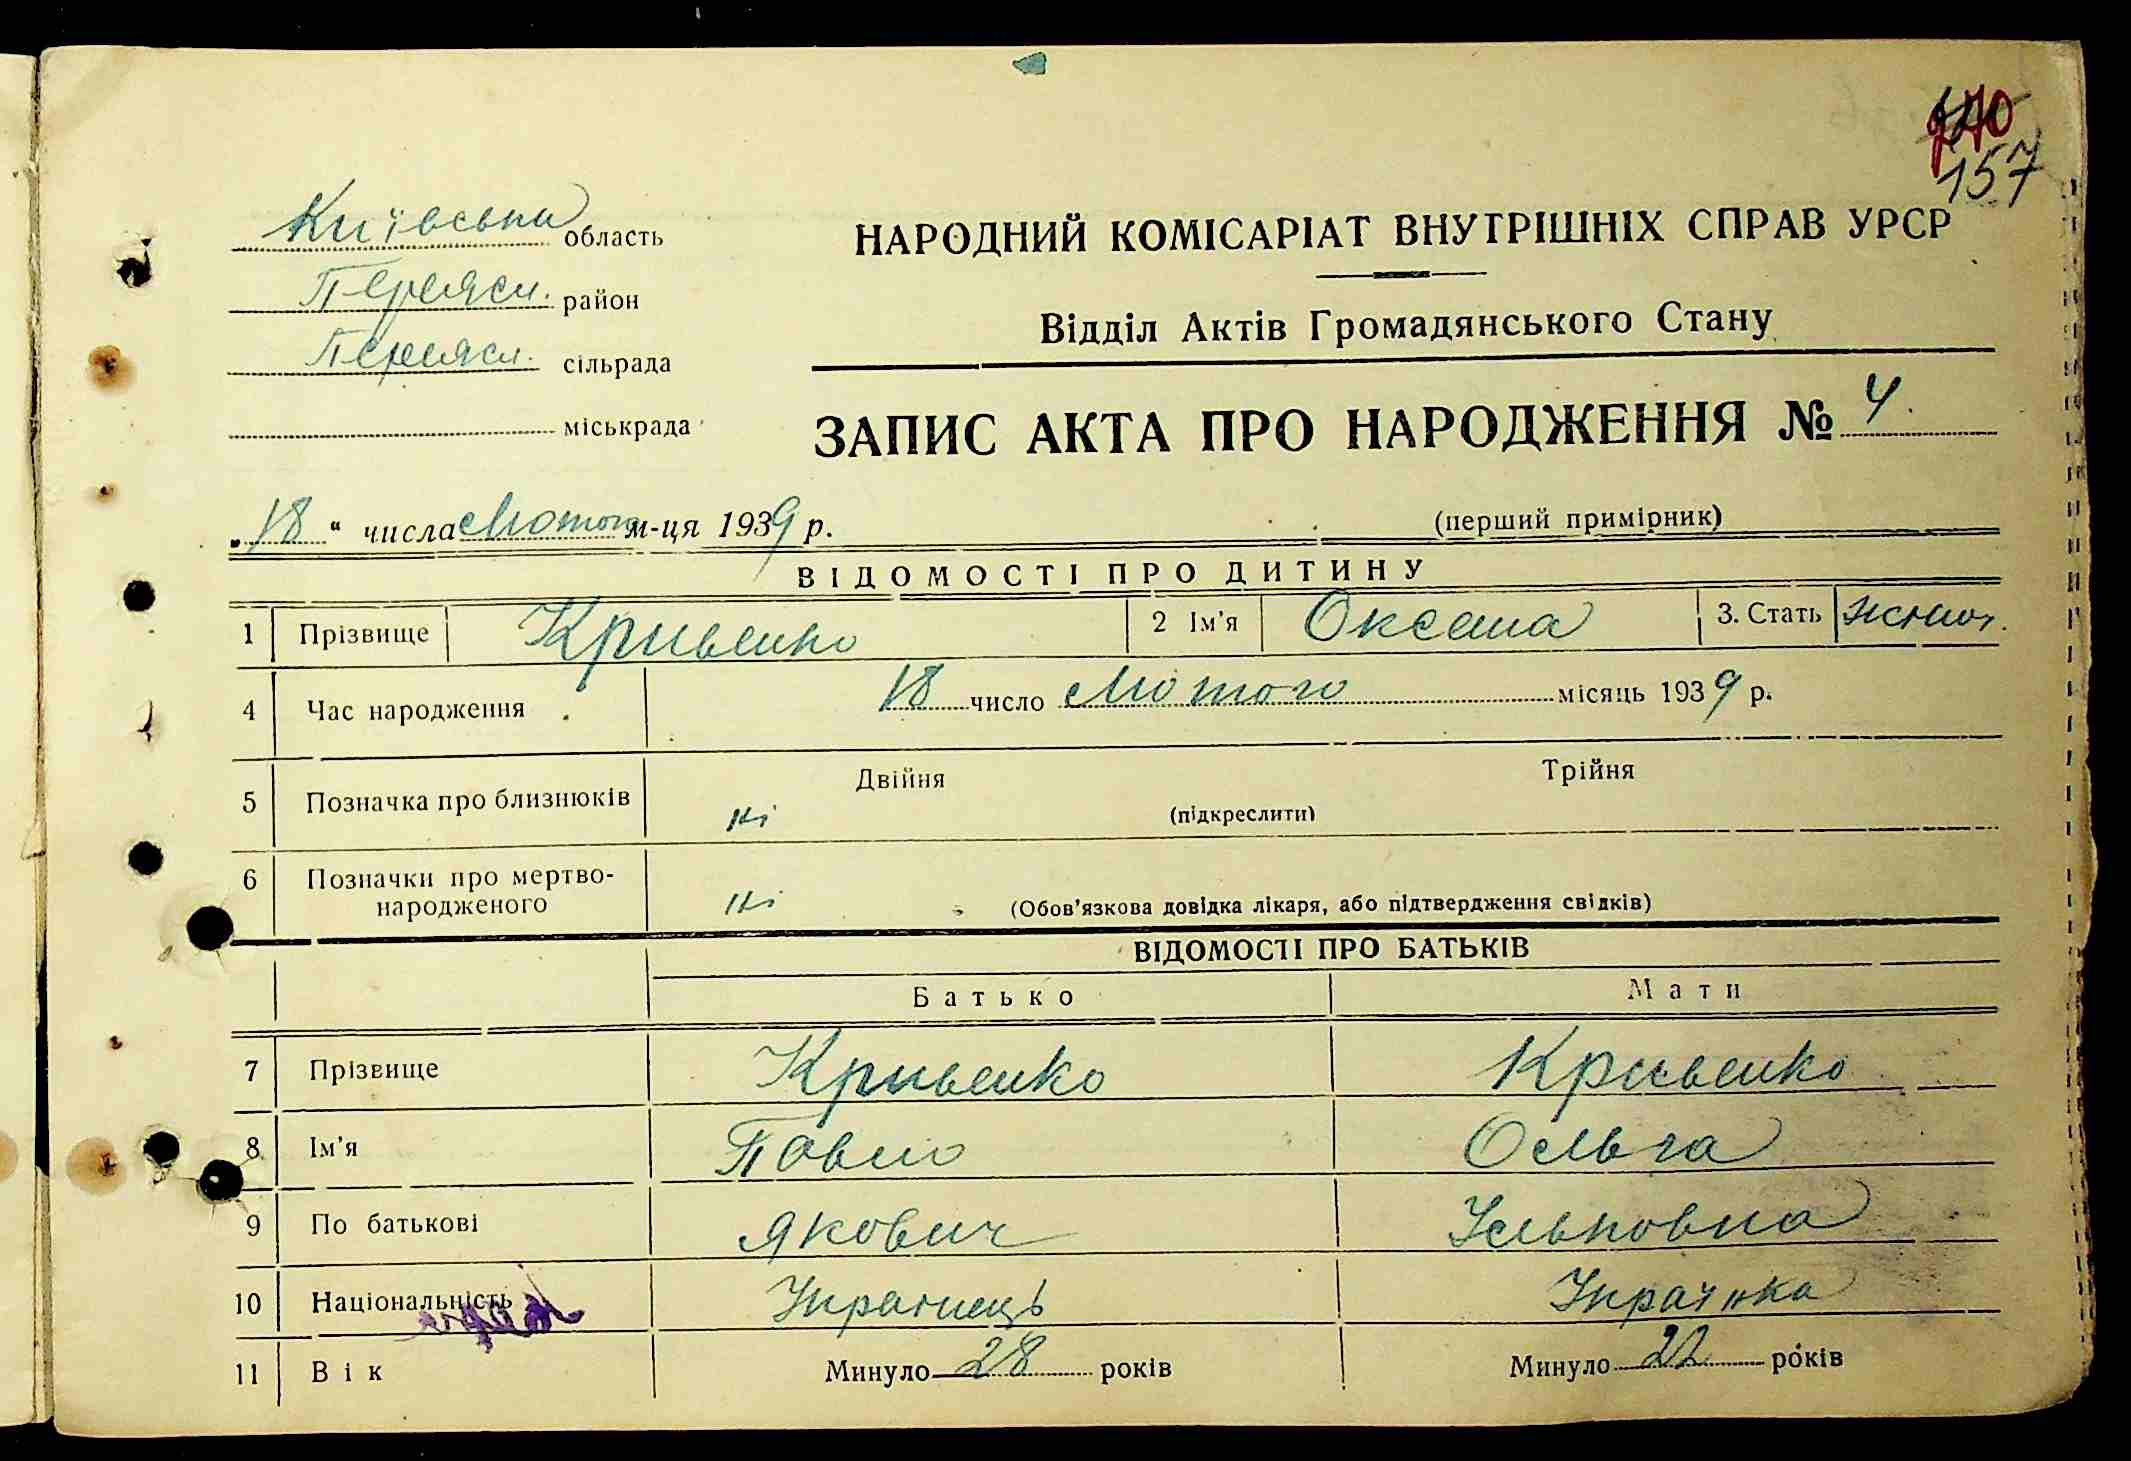 157
Київська область
Переясл. район
Переясл. сільрада
міськрада
НАРОДНИЙ КОМІСАРІАТ ВНУТРІШНІХ СПРАВ УРСР
Відділ Актів Громадянського Стану
ЗАПИС АКТА ПРО НАРОДЖЕННЯ № 4.
„18“ числа Лютого м-ця 1939 р.
(перший примірник)
ВІДОМОСТІ ПРО ДИТИНУ
1 Прізвище Кривенко 2 Ім'я Оксана 3. Стать жіноч.
4 Час народження 18 число Лютого місяць 1939 р.
5 Позначка про близнюків ні Двійня Трійня
(підкреслити)
6 Позначки про мертво-
народженого ні (Обов'язкова довідка лікаря, або підтвердження свідків)
ВІДОМОСТІ ПРО БАТЬКІВ
Батько Мати
7 Прізвище Кривенко Кривенко
8 Ім'я Павло Ольга
9 По батькові Якович
10 Національність Українець Українка
11 Вік Минуло 28 років Минуло 22 років